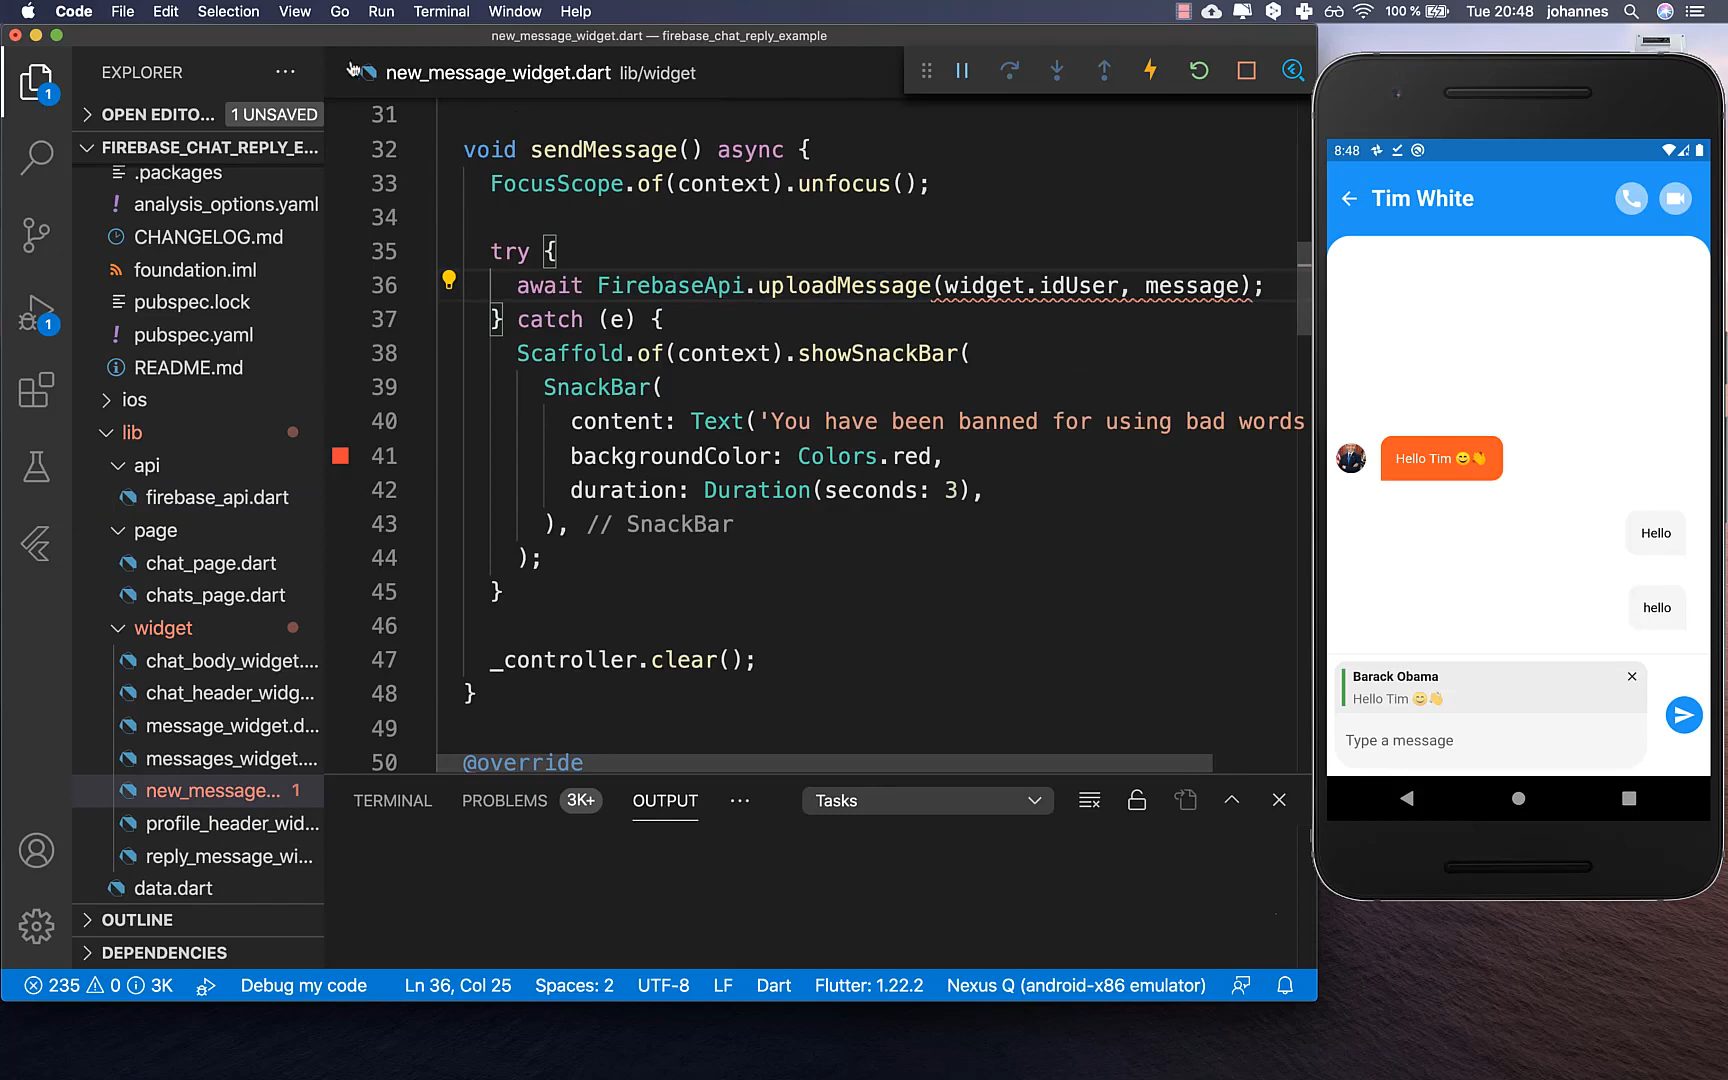 Code File Edit Selection View Go Run Terminal Window Help 100 % Tue 20:48 johannes
new_message_widget.dart — firebase_chat_reply_example
EXPLORER
new_message_widget.dart lib/widget
OPEN EDITO... 1 UNSAVED
FIREBASE_CHAT_REPLY_E...
.packages
analysis_options.yaml
CHANGELOG.md
foundation.iml
pubspec.lock
pubspec.yaml
README.md
ios
lib
api
firebase_api.dart
page
chat_page.dart
chats_page.dart
widget
chat_body_widget....
chat_header_widg...
message_widget.d...
messages_widget....
new_message... 1
profile_header_wid...
reply_message_wi...
data.dart
OUTLINE
DEPENDENCIES
1
1
31
32 void sendMessage() async {
33 FocusScope.of(context).unfocus();
34
35 try {
36 await FirebaseApi.uploadMessage(widget.idUser, message);
37 } catch (e) {
38 Scaffold.of(context).showSnackBar(
39 SnackBar(
40 content: Text('You have been banned for using bad words
41 backgroundColor: Colors.red,
42 duration: Duration(seconds: 3),
43 ), // SnackBar
44 );
45 }
46
47 _controller.clear();
48 }
49
50 @override
TERMINAL PROBLEMS 3K+ OUTPUT ... Tasks
235 0 3K Debug my code Ln 36, Col 25 Spaces: 2 UTF-8 LF Dart Flutter: 1.22.2 Nexus Q (android-x86 emulator)
8:48
Tim White
Hello Tim 😊👏
Hello
hello
Barack Obama
Hello Tim 😊👏
Type a message